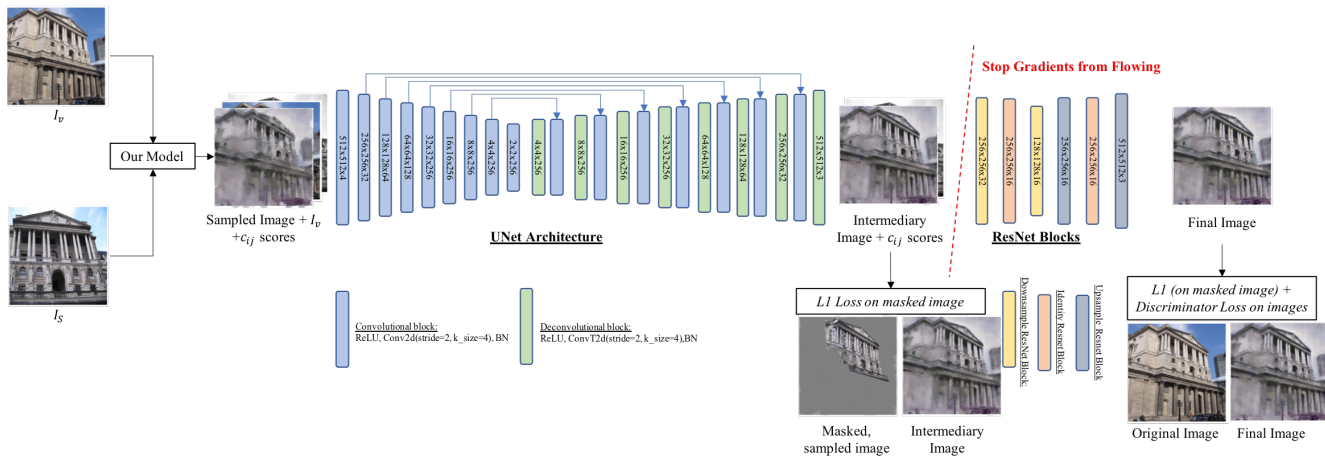 I_v
Our Model
I_S
Sampled Image + I_v
+c_ij scores
512x512x4
256x256x32
128x128x64
64x64x128
32x32x256
16x16x256
8x8x256
4x4x256
2x2x256
4x4x256
8x8x256
16x16x256
32x32x256
64x64x128
128x128x64
256x256x32
512x512x3
UNet Architecture
Convolutional block:
ReLU, Conv2d(stride=2, k_size=4), BN
Deconvolutional block:
ReLU, ConvT2d(stride=2, k_size=4),BN
Intermediary
Image + c_ij scores
L1 Loss on masked image
Masked,
sampled image
Intermediary
Image
Stop Gradients from Flowing
256x256x32
256x256x16
128x128x16
256x256x16
256x256x16
512x512x3
ResNet Blocks
Downsample ResNet Block:
Identity Resnet Block
Upsample Resnet Block
Final Image
L1 (on masked image) +
Discriminator Loss on images
Original Image
Final Image